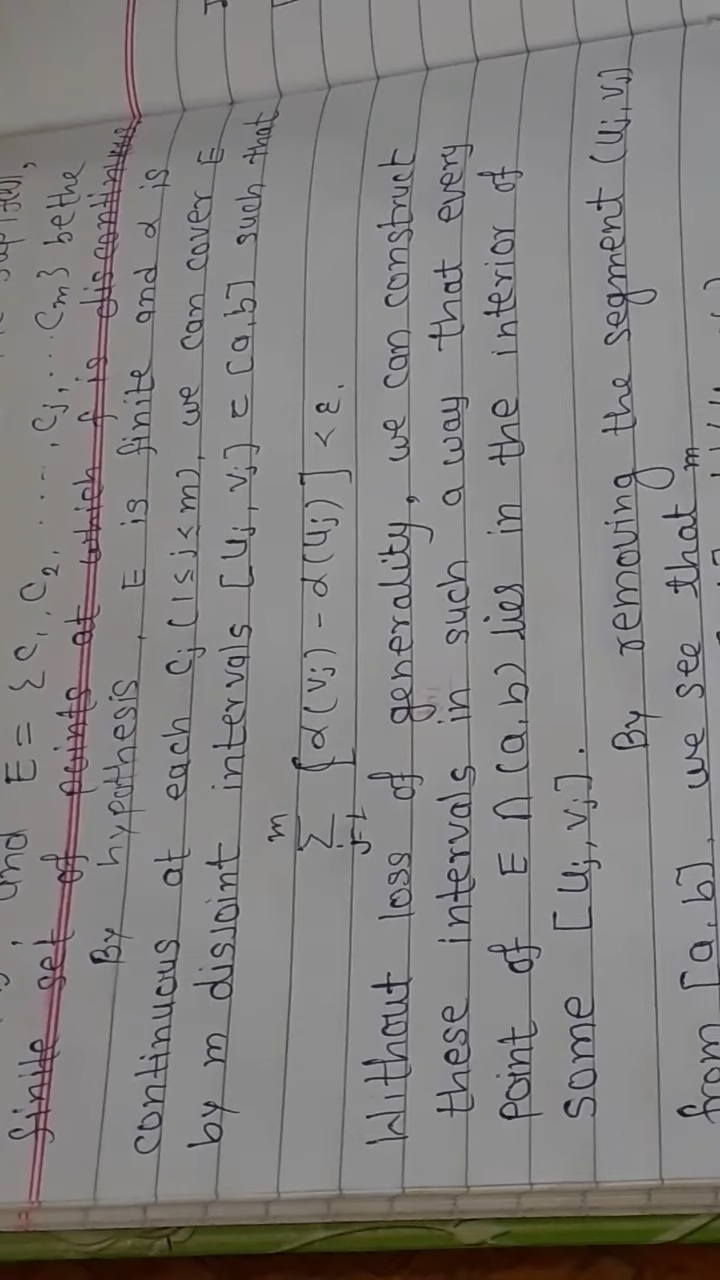 sup |f(x)|,
and E = { c₁, c₂, ...., cⱼ, ... cₘ} be the
finite set of points at which f is discontinuous
By hypothesis, E is finite and α is
continuous at each cⱼ (1 ≤ j ≤ m), we can cover E
by m disjoint intervals [uⱼ, vⱼ] ⊂ [a,b] such that
m
∑ [α(vⱼ) - α(uⱼ)] < ε.
j=1
Without loss of generality, we can construct
these intervals in such a way that every
point of E ∩ (a,b) lies in the interior of
some [uⱼ, vⱼ].
By removing the segment (uⱼ, vⱼ)
from [a,b], we see that
m